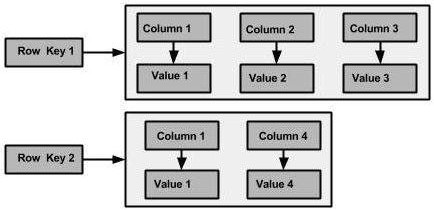 Column 1 Column 2 Column 3
Row Key 1
Value 1 Value 2 Value 3
Column 1 Column 4
Row Key 2
Value 1 Value 4